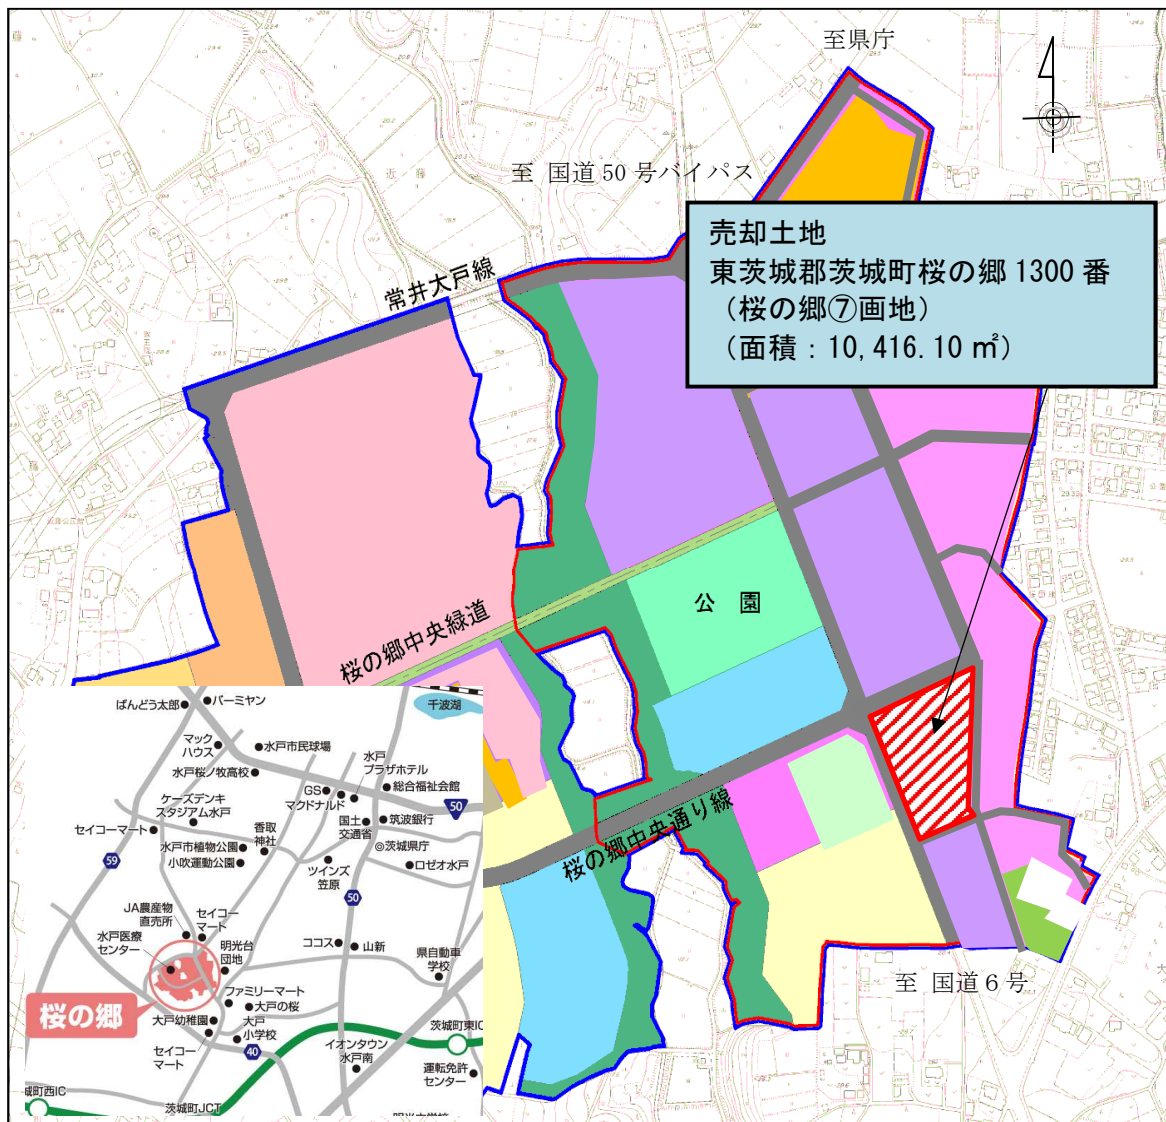 至県庁
至 国道 50 号バイパス
近藤
売却土地
東茨城郡茨城町桜の郷 1300 番
（桜の郷⑦画地）
（面積：10,416.10 ㎡）
常井大戸線
公 園
桜の郷中央緑道
桜の郷中央通り線
至 国道６号
ばんどう太郎
バーミヤン
千波湖
マック
ハウス
水戸市民球場
水戸
プラザホテル
水戸桜ノ牧高校
総合福祉会館
GS
マクドナルド
50
ケーズデンキ
スタジアム水戸
国土
交通省
筑波銀行
セイコーマート
香取
神社
◎茨城県庁
水戸市植物公園
小吹運動公園
ロゼオ水戸
59
ツインズ
笠原
50
JA農産物
直売所
セイコー
マート
水戸医療
センター
明光台
団地
ココス
山新
県自動車
学校
桜の郷
ファミリーマート
大戸の桜
大戸幼稚園
大戸
小学校
セイコー
マート
40
茨城町東IC
イオンタウン
水戸南
運転免許
センター
城町西IC
茨城町JCT